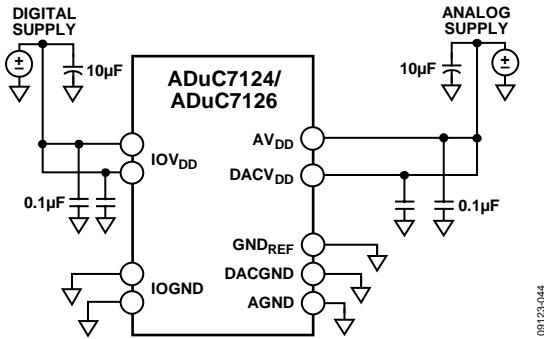 DIGITAL
SUPPLY
ANALOG
SUPPLY
±
10µF
ADuC7124/
ADuC7126
10µF
±
IOVDD
AVDD
DACVDD
0.1µF
0.1µF
GNDREF
DACGND
IOGND
AGND
09123-044